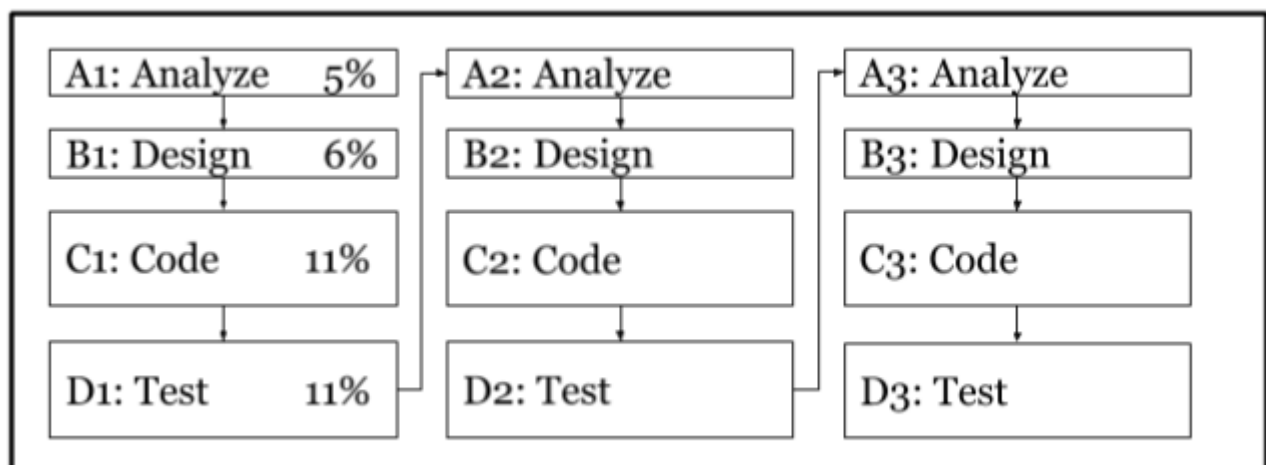 A1: Analyze 5%
B1: Design 6%
C1: Code 11%
D1: Test 11%
A2: Analyze
B2: Design
C2: Code
D2: Test
A3: Analyze
B3: Design
C3: Code
D3: Test